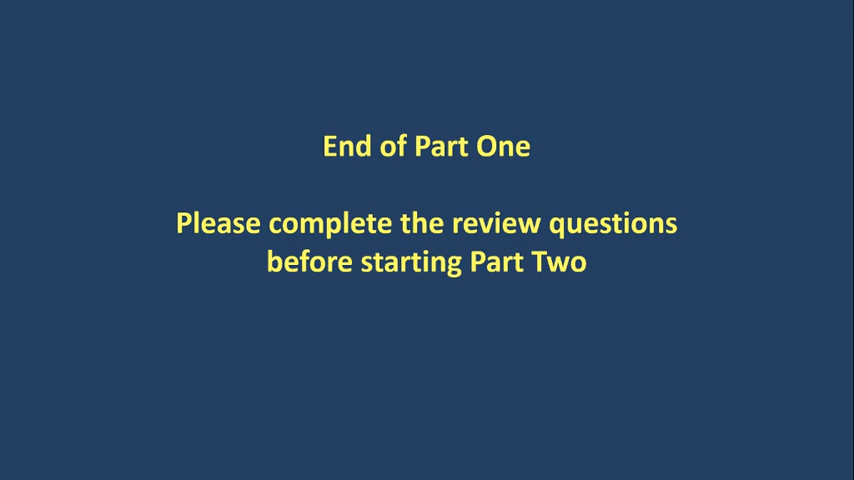 End of Part One
Please complete the review questions
before starting Part Two